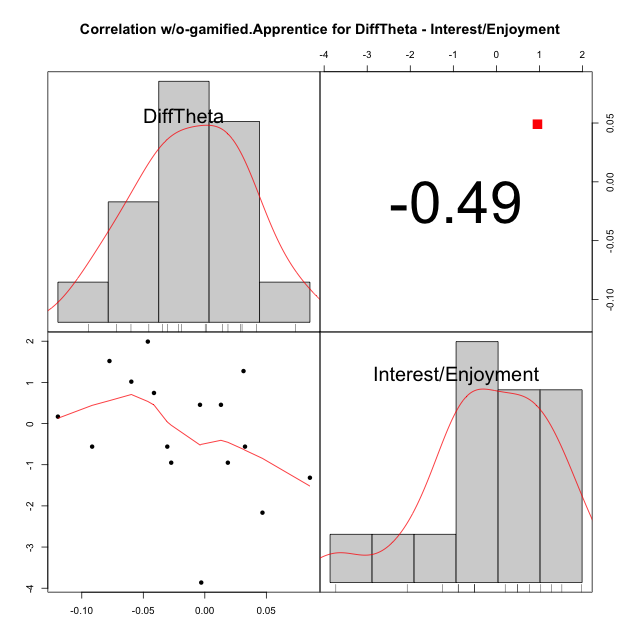 Correlation w/o-gamified.Apprentice for DiffTheta - Interest/Enjoyment
-4 -3 -2 -1 0 1 2
DiffTheta
-0.49
0.05
0.00
-0.05
-0.10
Interest/Enjoyment
2
1
0
-1
-2
-3
-4
-0.10 -0.05 0.00 0.05